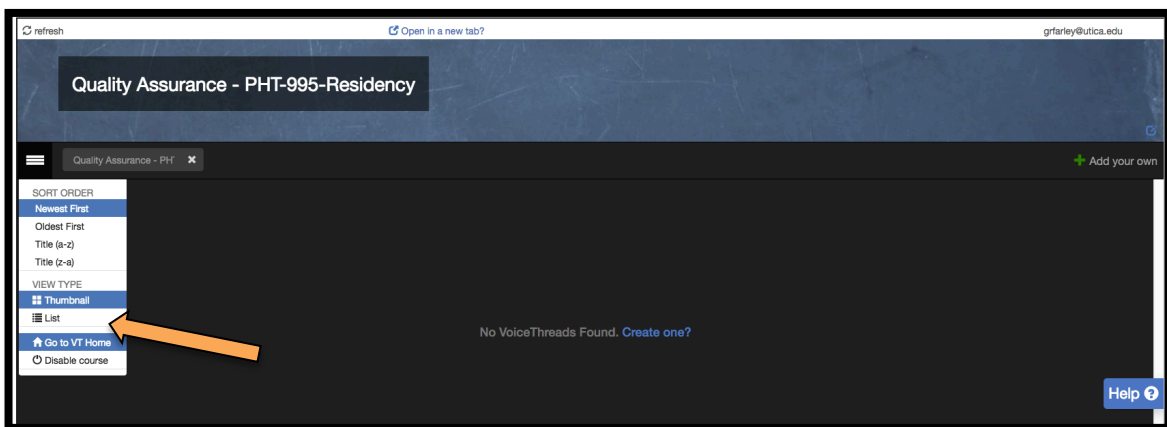 refresh
Open in a new tab?
grfarley@utica.edu
Quality Assurance - PHT-995-Residency
Quality Assurance - PH
Add your own
SORT ORDER
Newest First
Oldest First
Title (a-z)
Title (z-a)
VIEW TYPE
Thumbnail
List
Go to VT Home
Disable course
No VoiceThreads Found. Create one?
Help ?